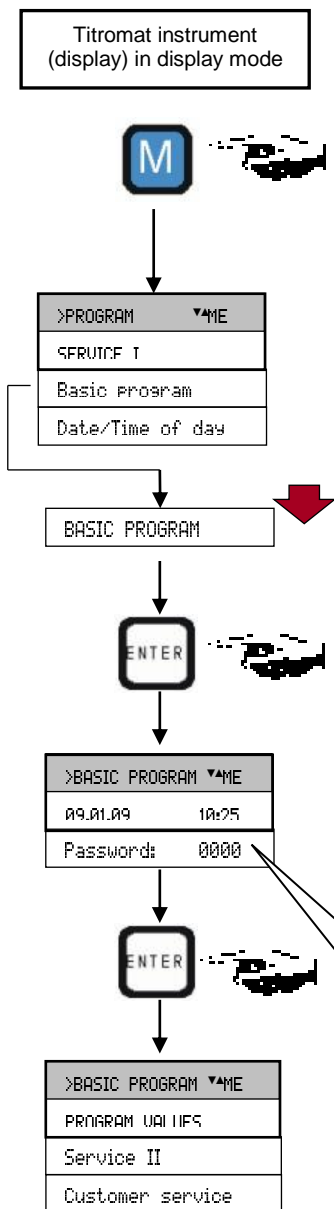 Titromat instrument
(display) in display mode
M
>PROGRAM ▼▲ME
SERVICE I
Basic program
Date/Time of day
BASIC PROGRAM
ENTER
>BASIC PROGRAM ▼▲ME
09.01.09 10:25
Password: 0000
ENTER
>BASIC PROGRAM ▼▲ME
PROGRAM VALUES
Service II
Customer service